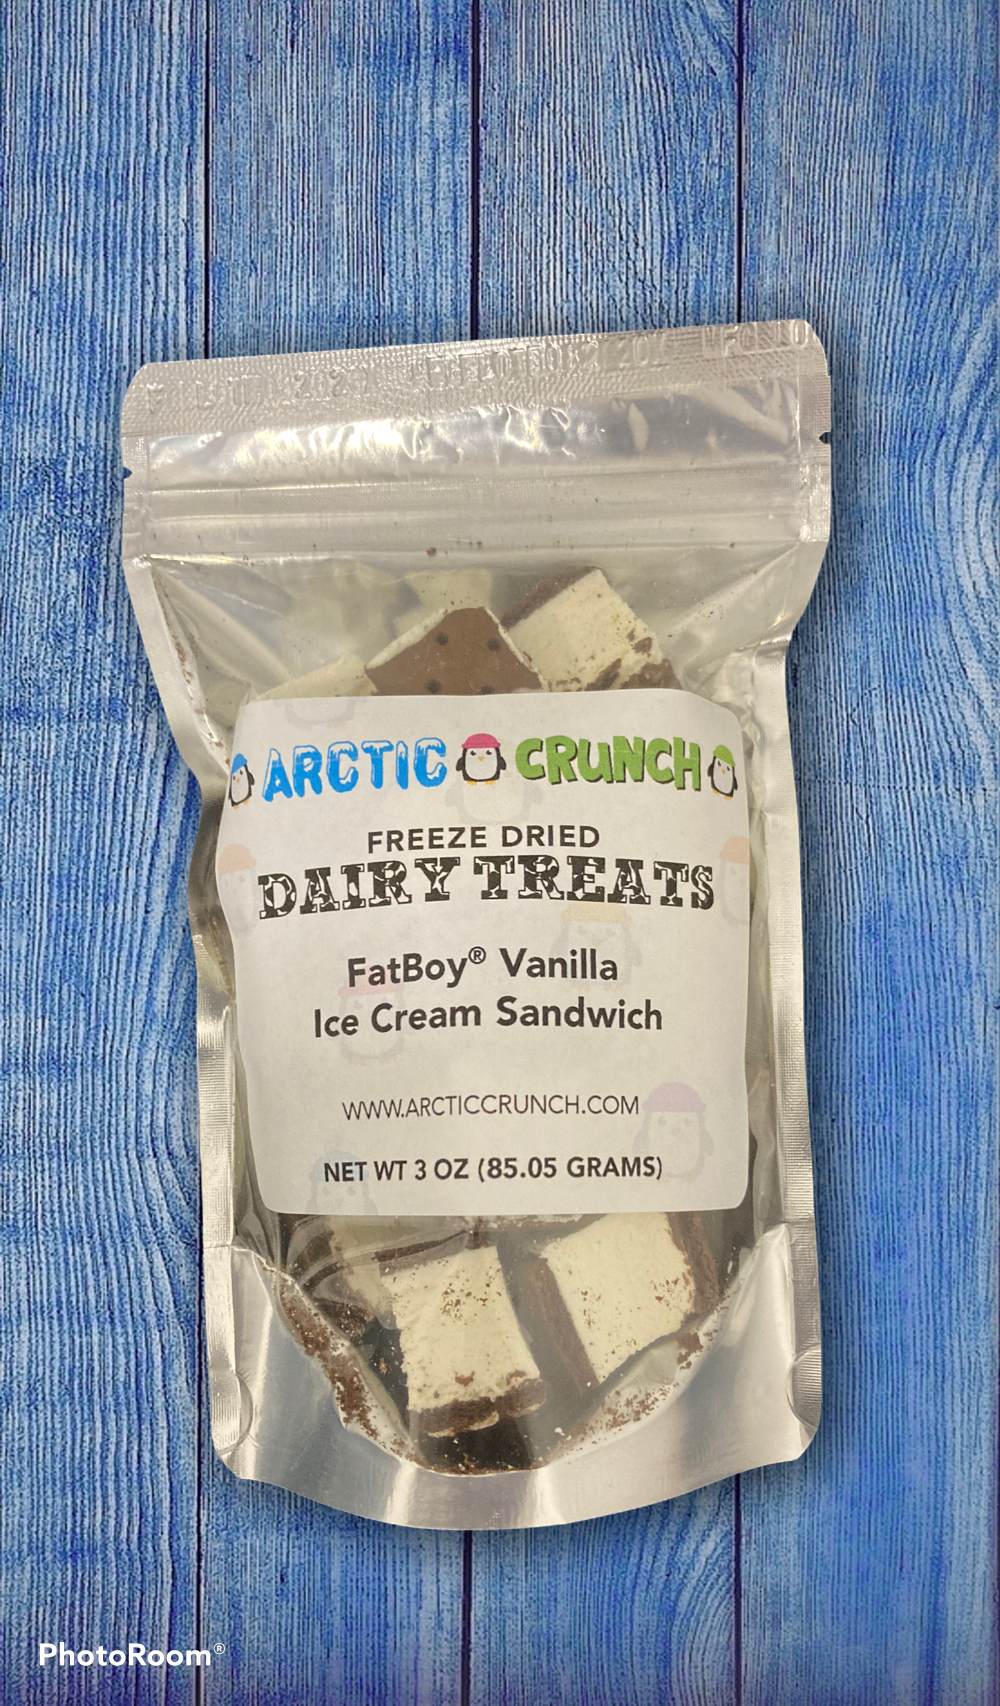 ARCTIC CRUNCH
FREEZE DRIED
DAIRY TREATS
FatBoy® Vanilla
Ice Cream Sandwich
WWW.ARCTICCRUNCH.COM
NET WT 3 OZ (85.05 GRAMS)
PhotoRoom®